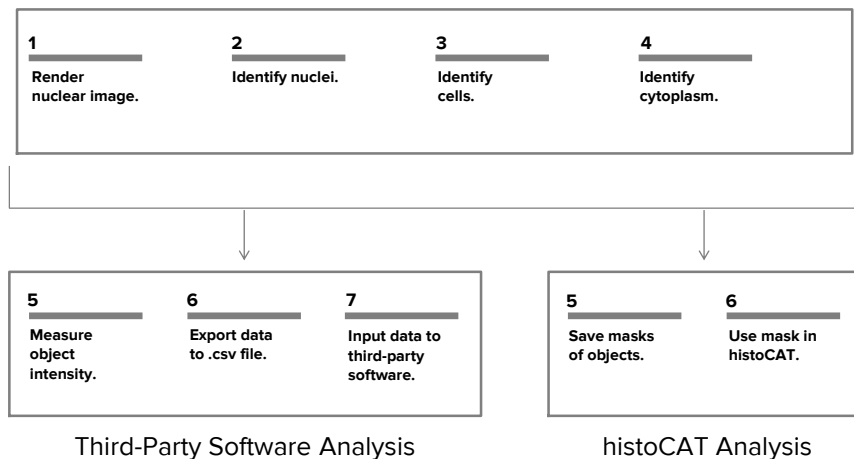 1
Render
nuclear image.
2
Identify nuclei.
3
Identify
cells.
4
Identify
cytoplasm.
5
Measure
object
intensity.
6
Export data
to .csv file.
7
Input data to
third-party
software.
Third-Party Software Analysis
5
Save masks
of objects.
6
Use mask in
histoCAT.
histoCAT Analysis